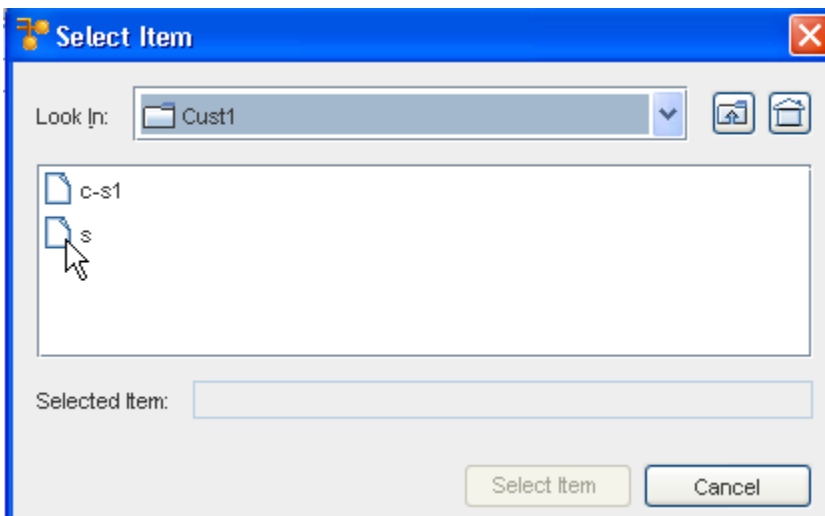 Select Item
Look In: Cust1
c-s1
s
Selected Item:
Select Item Cancel